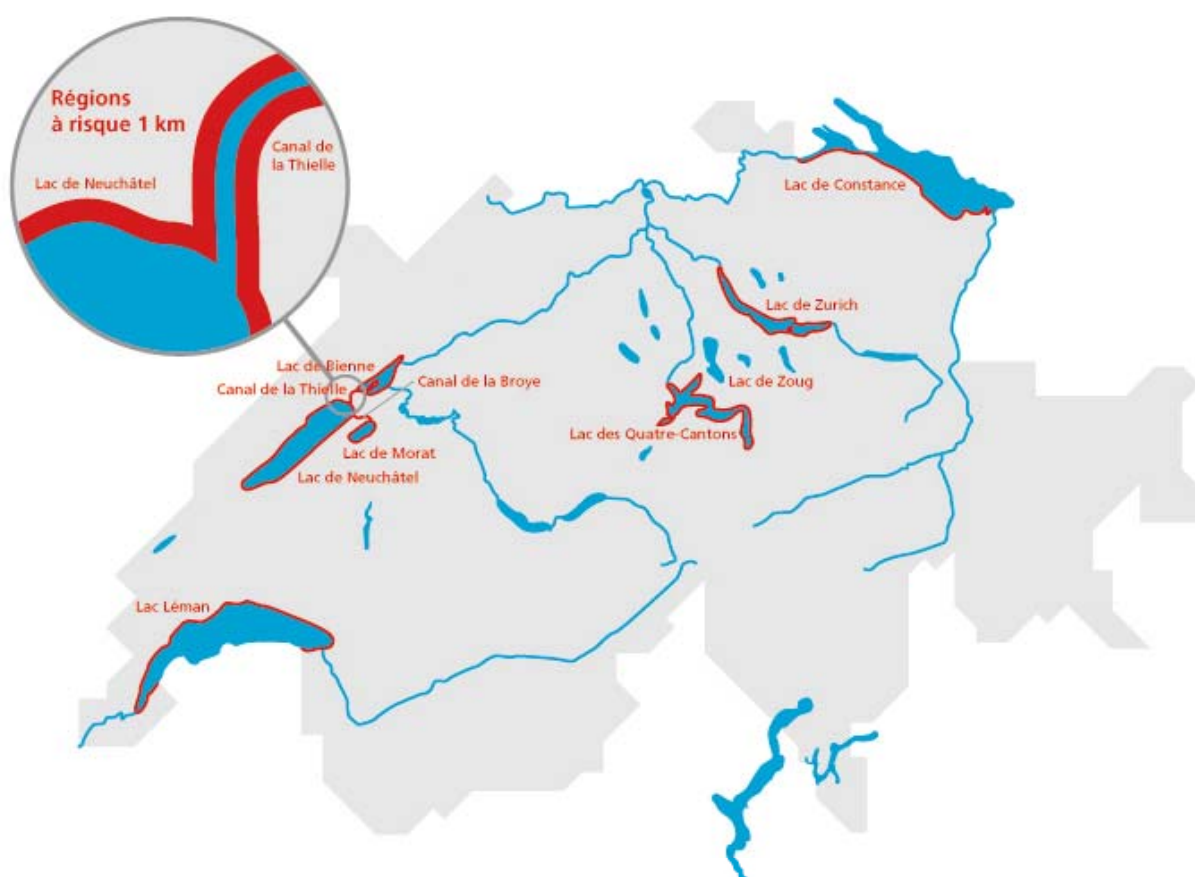 Régions
à risque 1 km
Canal de
la Thielle
Lac de Neuchâtel
Lac de Constance
Lac de Zurich
Lac de Bienne
Canal de la Thielle
Canal de la Broye
Lac de Zoug
Lac des Quatre-Cantons
Lac de Morat
Lac de Neuchâtel
Lac Léman